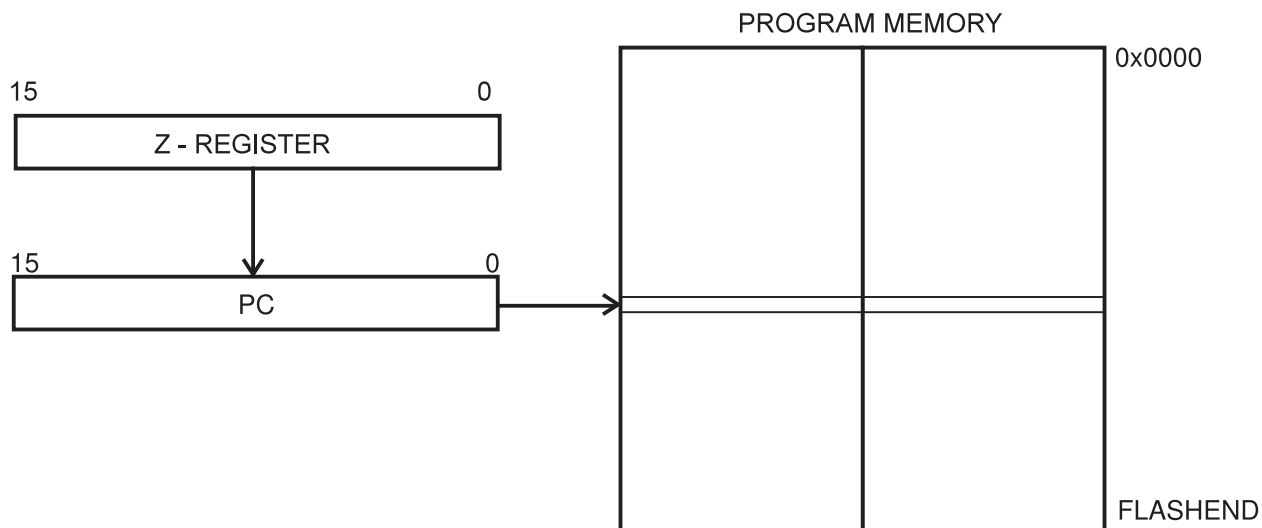 PROGRAM MEMORY
0x0000
15 0
Z - REGISTER
15 0
PC
FLASHEND